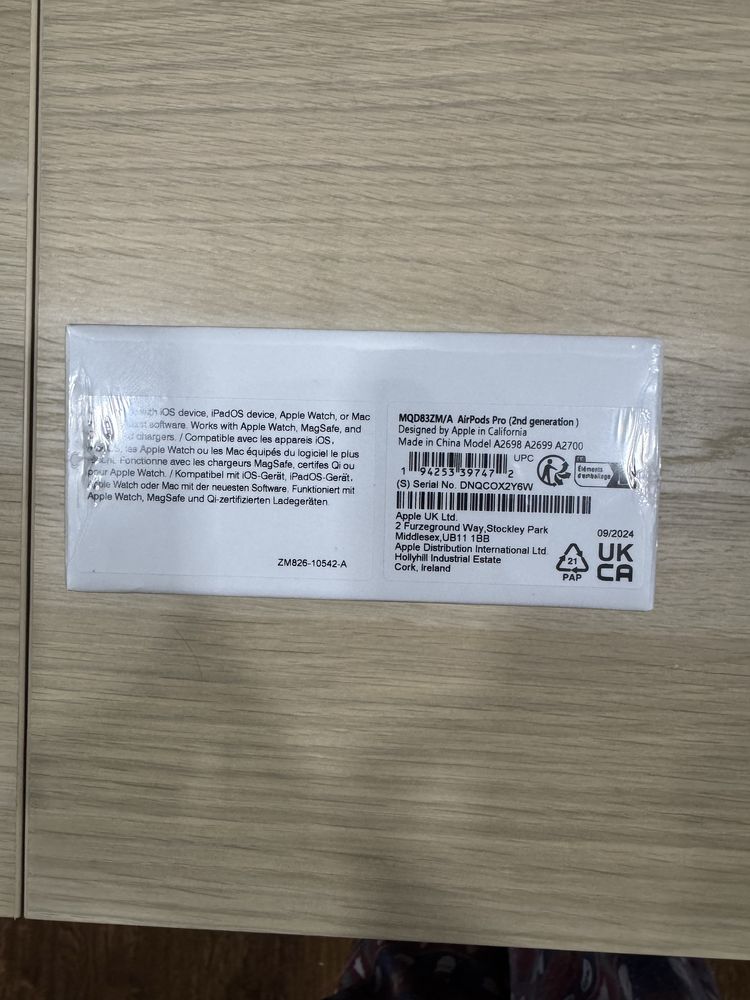 th iOS device, iPadOS device, Apple Watch, or Mac
software. Works with Apple Watch, MagSafe, and
chargers. / Compatible avec les appareils iOS,
les Apple Watch ou les Mac équipés du logiciel le plus
Fonctionne avec les chargeurs MagSafe, certifes Qi ou
pour Apple Watch. / Kompatibel mit iOS-Gerät, iPadOS-Gerät,
Apple Watch oder Mac mit der neuesten Software. Funktioniert mit
Apple Watch, MagSafe und Qi-zertifizierten Ladegeräten.
ZM826-10542-A
MQD83ZM/A AirPods Pro (2nd generation )
Designed by Apple in California
Made in China Model A2698 A2699 A2700
UPC
1 94253 39747 2
Éléments
d'emballage
(S) Serial No. DNQCOX2Y6W
Apple UK Ltd.
2 Furzeground Way,Stockley Park
Middlesex,UB11 1BB
Apple Distribution International Ltd
Hollyhill Industrial Estate
Cork, Ireland
09/2024
21
PAP
UK
CA